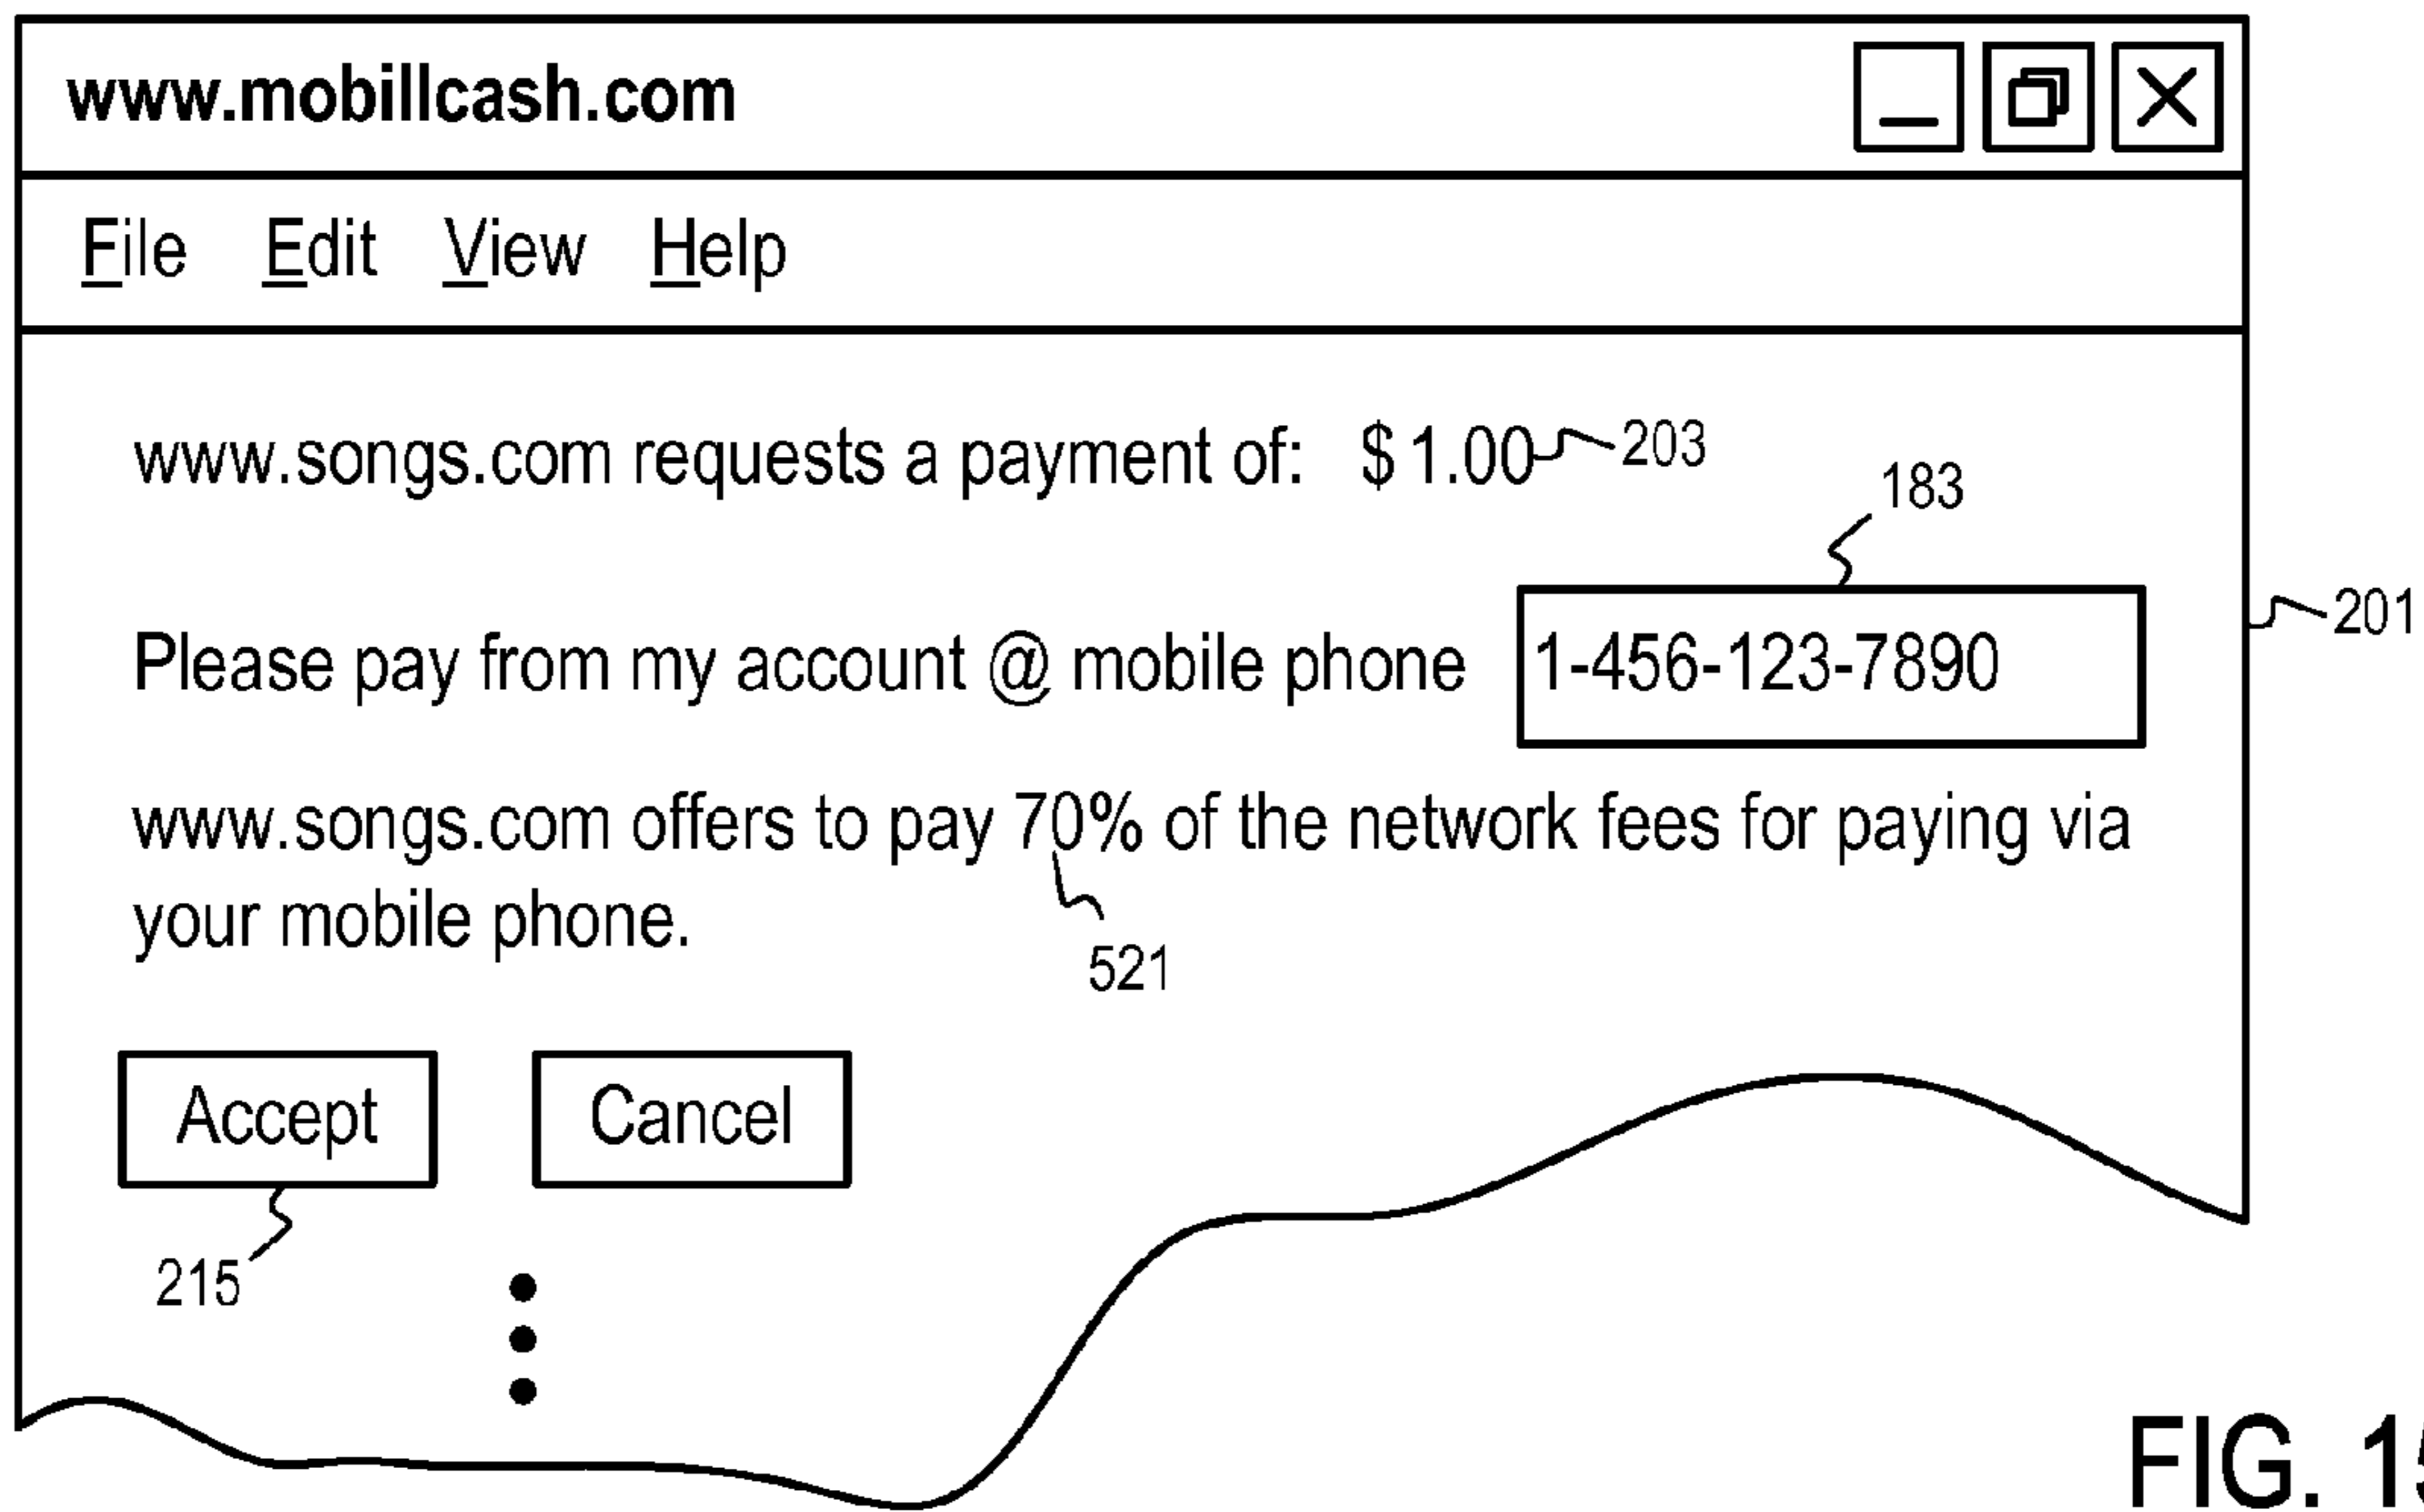 www.mobillcash.com
File Edit View Help
www.songs.com requests a payment of: $ 1.00 203
183
Please pay from my account @ mobile phone 1-456-123-7890
201
www.songs.com offers to pay 70% of the network fees for paying via
your mobile phone.
521
Accept Cancel
215
FIG. 15